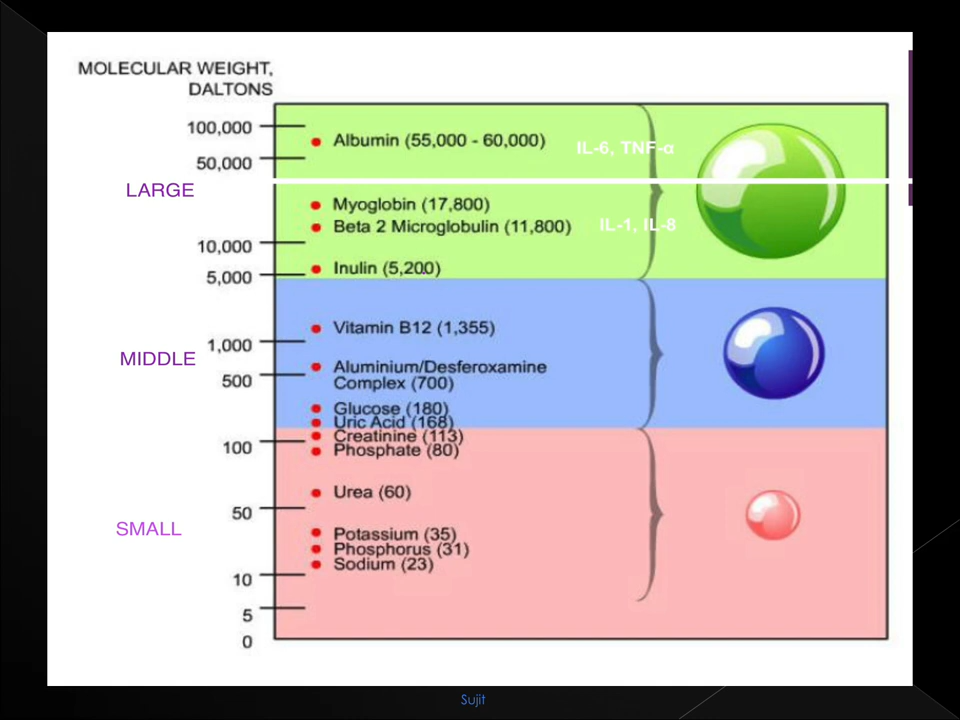 MOLECULAR WEIGHT,
DALTONS
100,000
Albumin (55,000 - 60,000)
IL-6, TNF-α
50,000
LARGE
Myoglobin (17,800)
Beta 2 Microglobulin (11,800)
IL-1, IL-8
10,000
Inulin (5,200)
5,000
Vitamin B12 (1,355)
1,000
MIDDLE
Aluminium/Desferoxamine
Complex (700)
500
Glucose (180)
Uric Acid (168)
Creatinine (113)
100
Phosphate (80)
Urea (60)
50
SMALL
Potassium (35)
Phosphorus (31)
Sodium (23)
10
5
0
Sujit